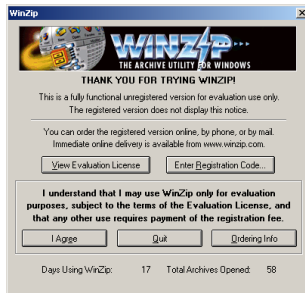 WinZip
WINZIP
THE ARCHIVE UTILITY FOR WINDOWS
THANK YOU FOR TRYING WINZIP!
This is a fully functional unregistered version for evaluation use only.
The registered version does not display this notice.
You can order the registered version online, by phone, or by mail.
Immediate online delivery is available from www.winzip.com.
View Evaluation License Enter Registration Code...
I understand that I may use WinZip only for evaluation
purposes, subject to the terms of the Evaluation License, and
that any other use requires payment of the registration fee.
I Agree Quit Ordering Info
Days Using WinZip: 17 Total Archives Opened: 58